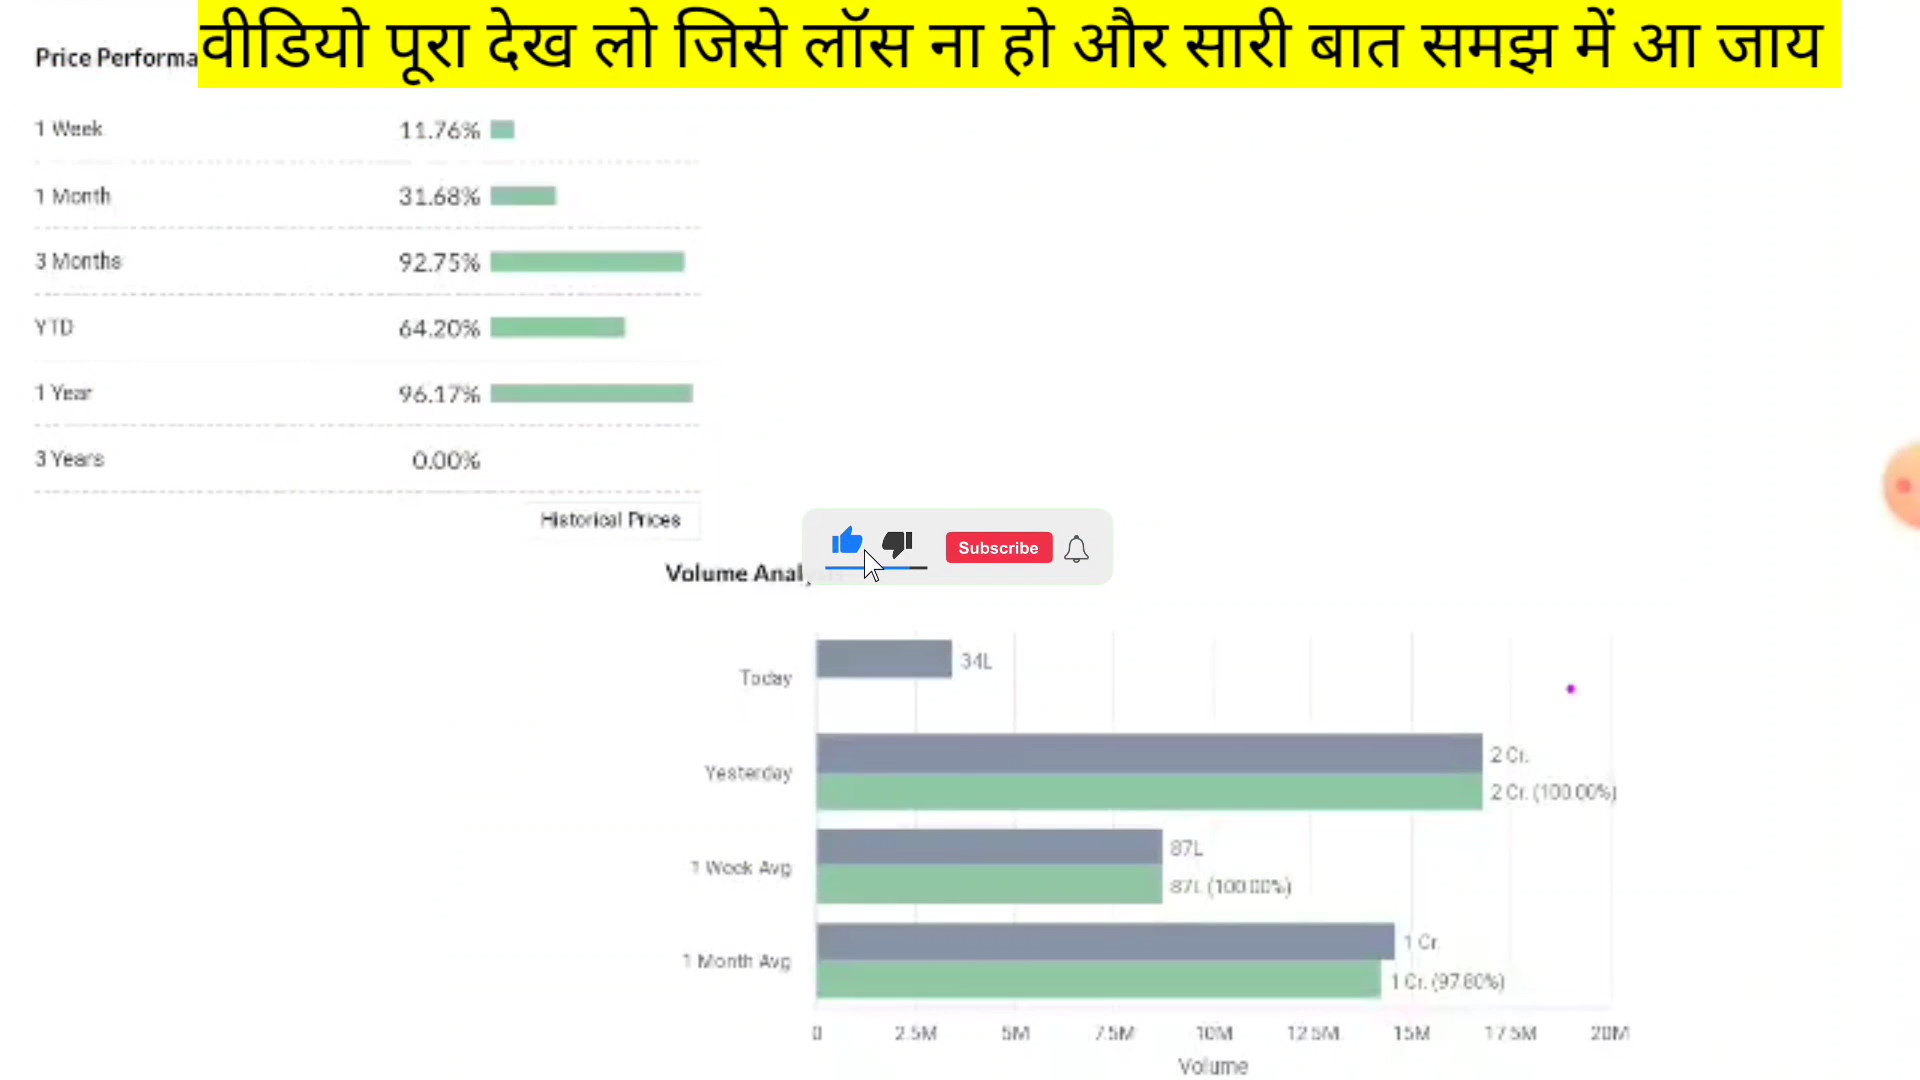 वीडियो पूरा देख लो जिसे लॉस ना हो और सारी बात समझ में आ जाय
Price Performa
1 Week 11.76%
1 Month 31.68%
3 Months 92.75%
YTD 64.20%
1 Year 96.17%
3 Years 0.00%
Historical Prices
Subscribe
Volume Anal
Today 34L
Yesterday 2 Cr.
2 Cr. (100.00%)
1 Week Avg 87L
87L (100.00%)
1 Month Avg 1 Cr.
1 Cr. (97.80%)
0 2.5M 5M 7.5M 10M 12.5M 15M 17.5M 20M
Volume